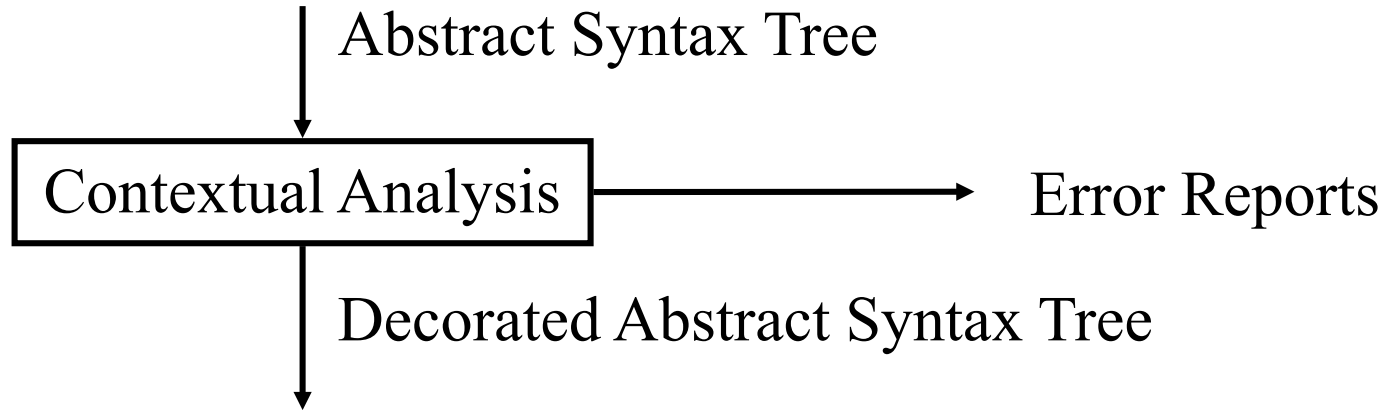 Abstract Syntax Tree
Contextual Analysis
Error Reports
Decorated Abstract Syntax Tree